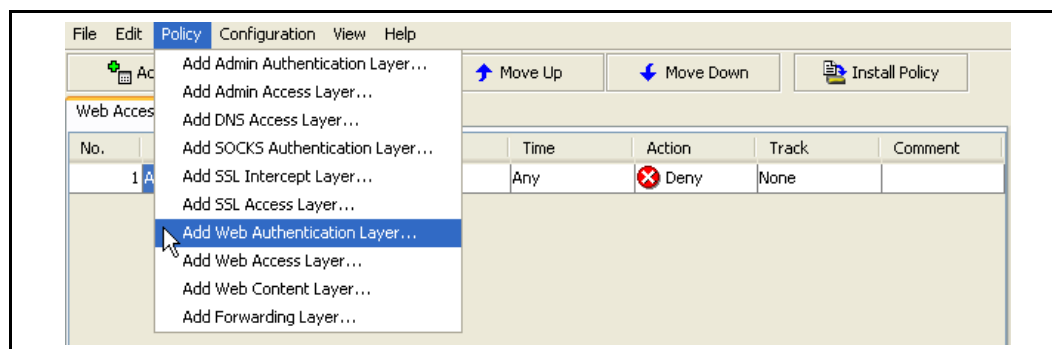 File Edit Policy Configuration View Help
Move Up Move Down Install Policy
Add Admin Authentication Layer...
Add Admin Access Layer...
Add DNS Access Layer...
Add SOCKS Authentication Layer...
Add SSL Intercept Layer...
Add SSL Access Layer...
Add Web Authentication Layer...
Add Web Access Layer...
Add Web Content Layer...
Add Forwarding Layer...
Web Acces
No. Time Action Track Comment
1 Any Deny None